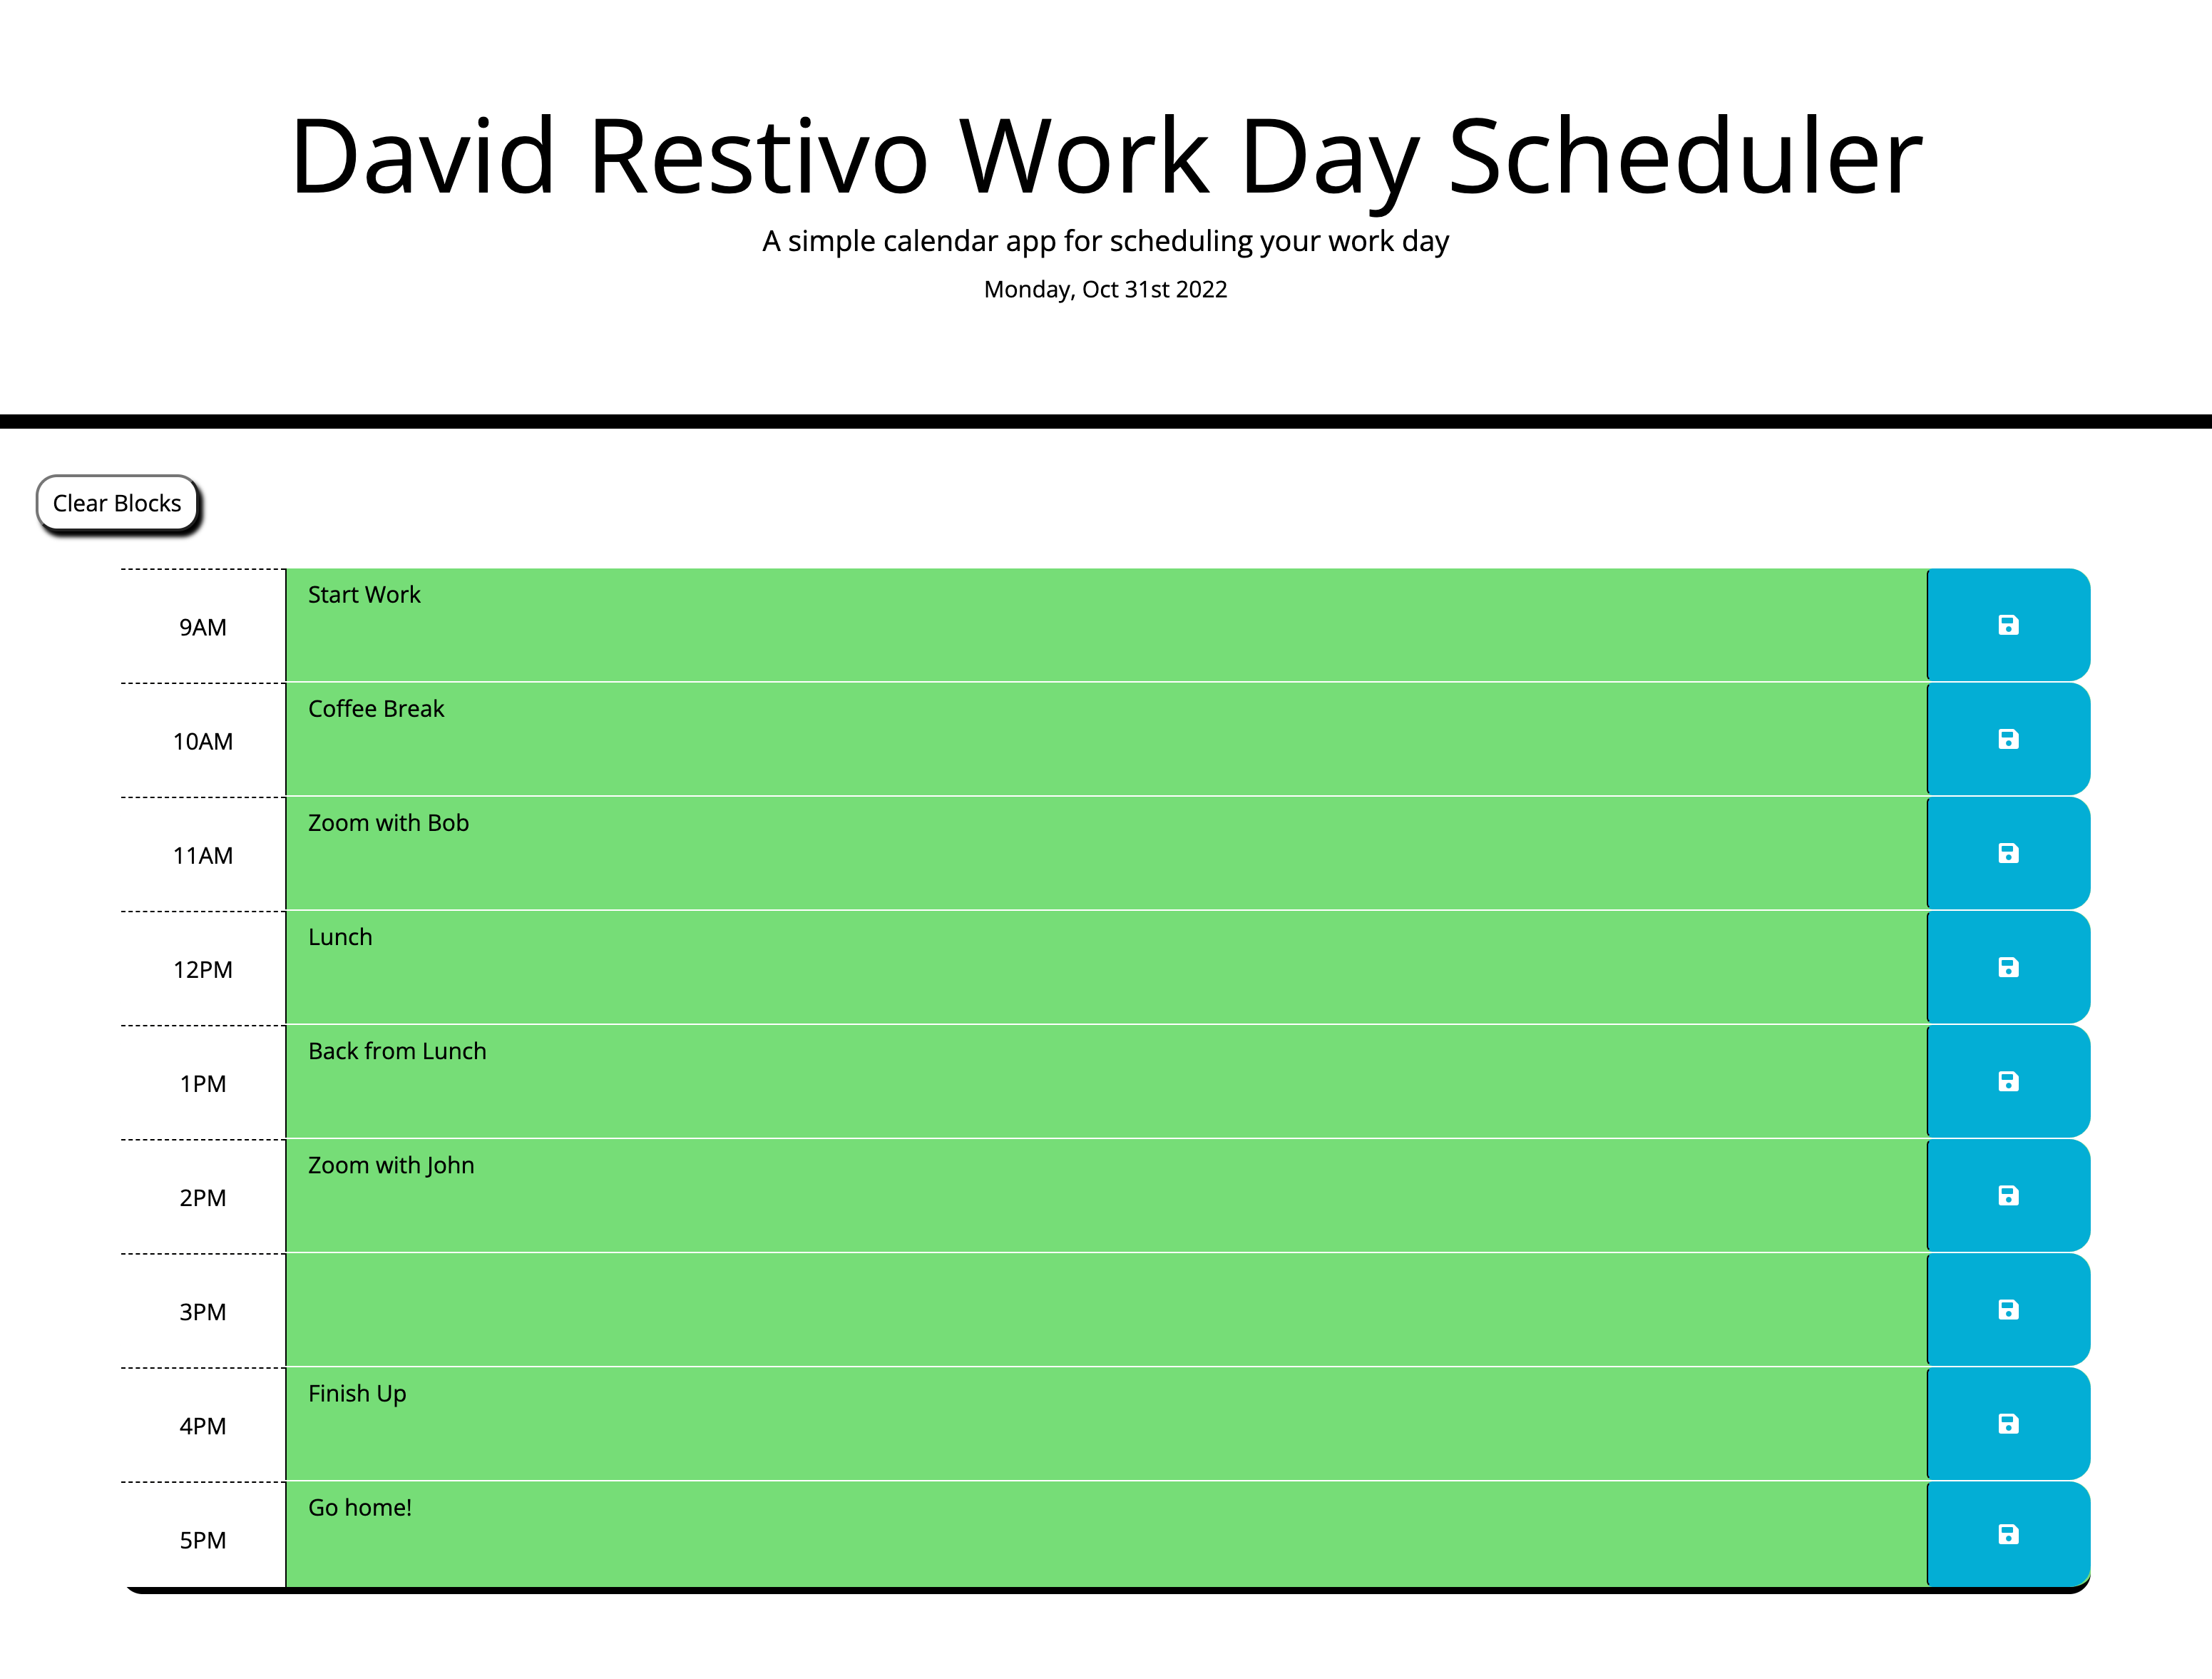 David Restivo Work Day Scheduler
A simple calendar app for scheduling your work day
Monday, Oct 31st 2022
Clear Blocks
9AM
Start Work
10AM
Coffee Break
11AM
Zoom with Bob
12PM
Lunch
1PM
Back from Lunch
2PM
Zoom with John
3PM
4PM
Finish Up
5PM
Go home!